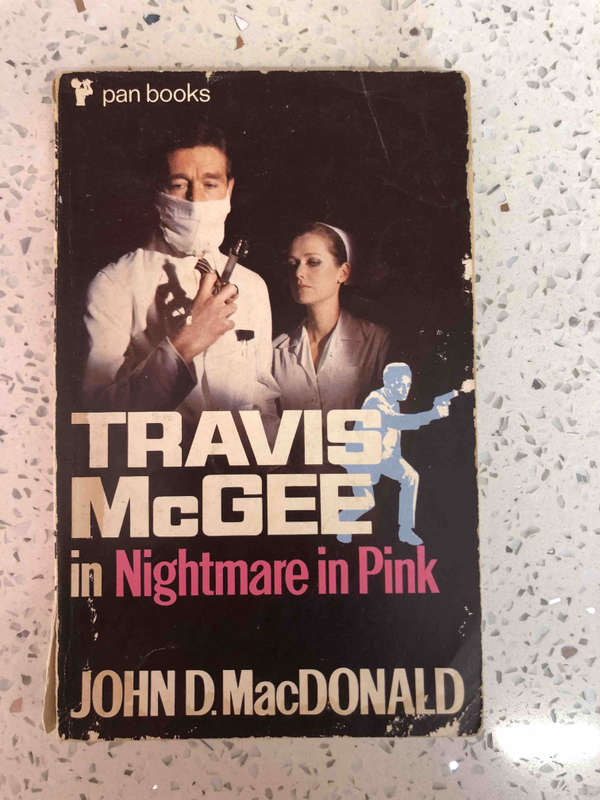 pan books
TRAVIS
McGEE
in Nightmare in Pink
JOHN D. MacDONALD